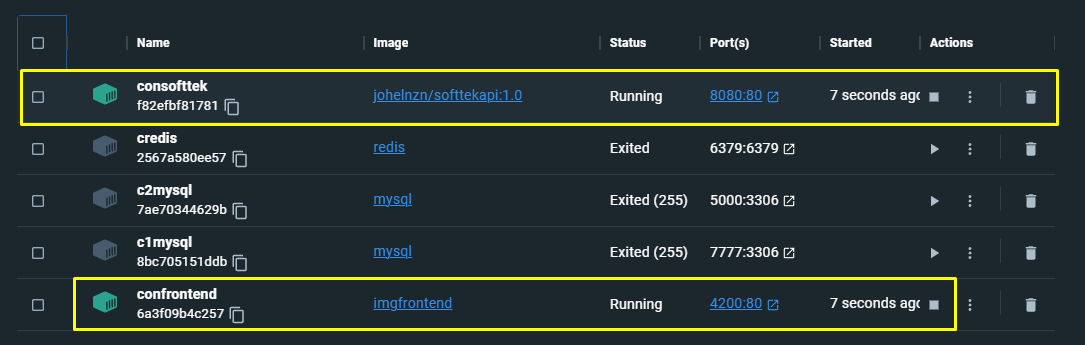 Name Image Status Port(s) Started Actions
consofttek
f82efbf81781 johelnzn/softtekapi:1.0 Running 8080:80 7 seconds ago
credis
2567a580ee57 redis Exited 6379:6379
c2mysql
7ae70344629b mysql Exited (255) 5000:3306
c1mysql
8bc705151ddb mysql Exited (255) 7777:3306
confrontend
6a3f09b4c257 imgfrontend Running 4200:80 7 seconds ago